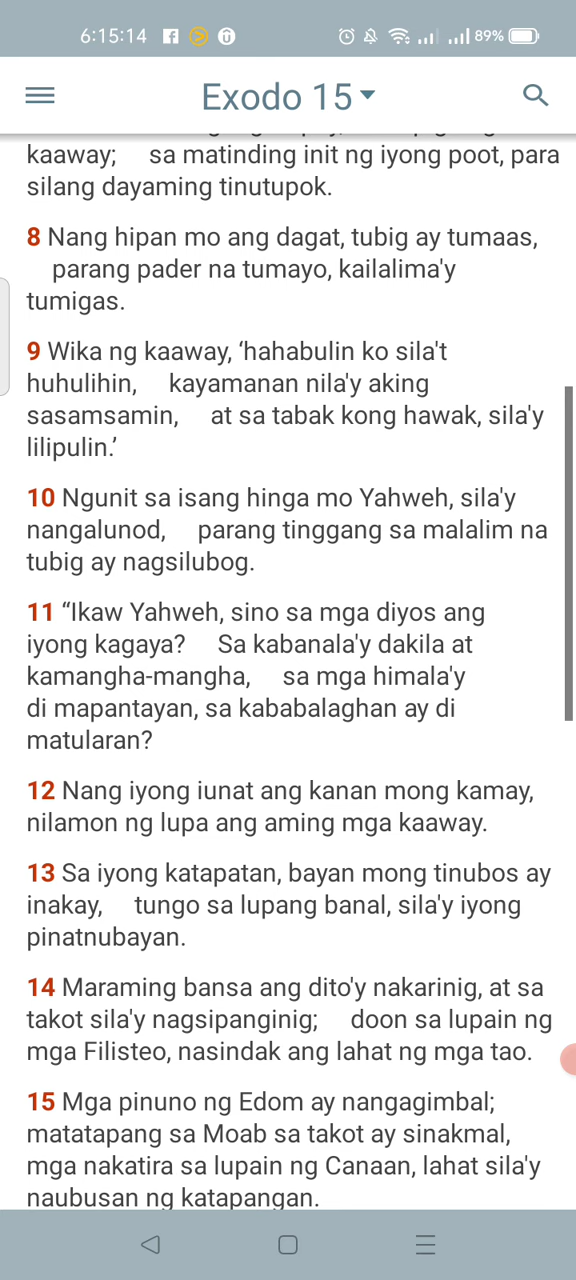 6:15:14
89%
Exodo 15
kaaway; sa matinding init ng iyong poot, para
silang dayaming tinutupok.
8 Nang hipan mo ang dagat, tubig ay tumaas,
parang pader na tumayo, kailalima'y
tumigas.
9 Wika ng kaaway, ‘hahabulin ko sila't
huhulihin, kayamanan nila'y aking
sasamsamin, at sa tabak kong hawak, sila'y
lilipulin.’
10 Ngunit sa isang hinga mo Yahweh, sila'y
nangalunod, parang tinggang sa malalim na
tubig ay nagsilubog.
11 “Ikaw Yahweh, sino sa mga diyos ang
iyong kagaya? Sa kabanala'y dakila at
kamangha-mangha, sa mga himala'y
di mapantayan, sa kababalaghan ay di
matularan?
12 Nang iyong iunat ang kanan mong kamay,
nilamon ng lupa ang aming mga kaaway.
13 Sa iyong katapatan, bayan mong tinubos ay
inakay, tungo sa lupang banal, sila'y iyong
pinatnubayan.
14 Maraming bansa ang dito'y nakarinig, at sa
takot sila'y nagsipanginig; doon sa lupain ng
mga Filisteo, nasindak ang lahat ng mga tao.
15 Mga pinuno ng Edom ay nangagimbal;
matatapang sa Moab sa takot ay sinakmal,
mga nakatira sa lupain ng Canaan, lahat sila'y
naubusan ng katapangan.